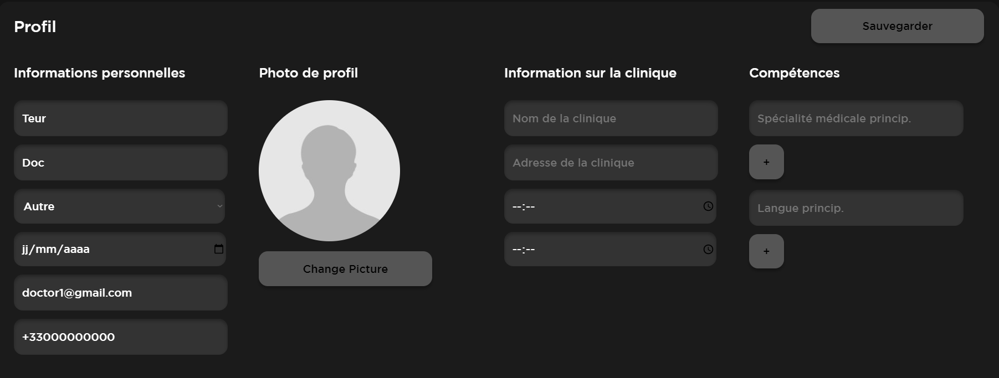 Profil
Sauvegarder
Informations personnelles
Teur
Doc
Autre
jj/mm/aaaa
doctor1@gmail.com
+33000000000
Photo de profil
Change Picture
Information sur la clinique
Nom de la clinique
Adresse de la clinique
--:--
--:--
Compétences
Spécialité médicale princip.
+
Langue princip.
+